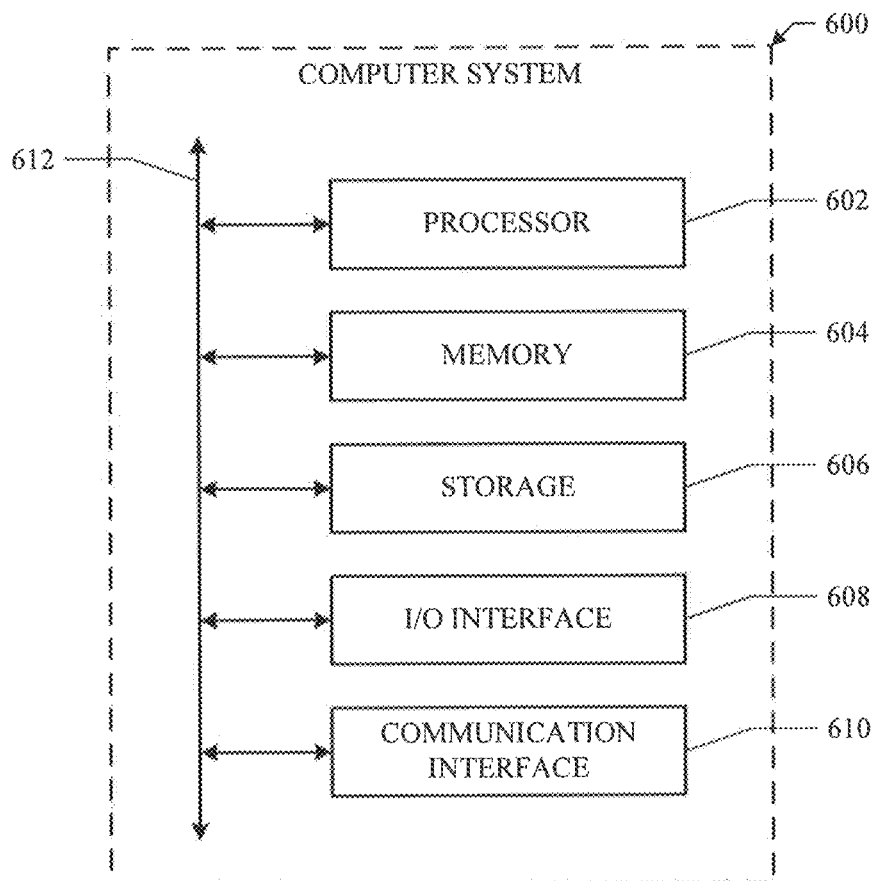 600
COMPUTER SYSTEM
612
PROCESSOR
602
MEMORY
604
STORAGE
606
I/O INTERFACE
608
COMMUNICATION
INTERFACE
610